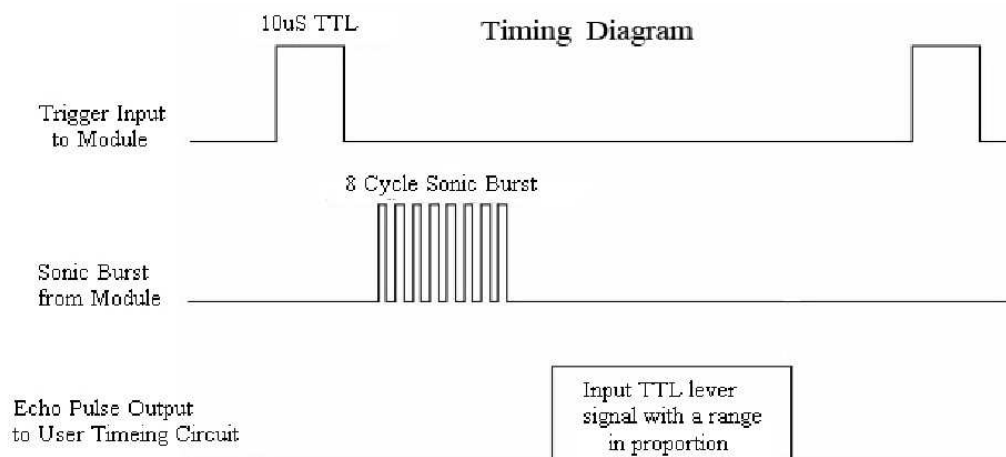 10uS TTL
Timing Diagram
Trigger Input
to Module
8 Cycle Sonic Burst
Sonic Burst
from Module
Echo Pulse Output
to User Timeing Circuit
Input TTL lever
signal with a range
in proportion